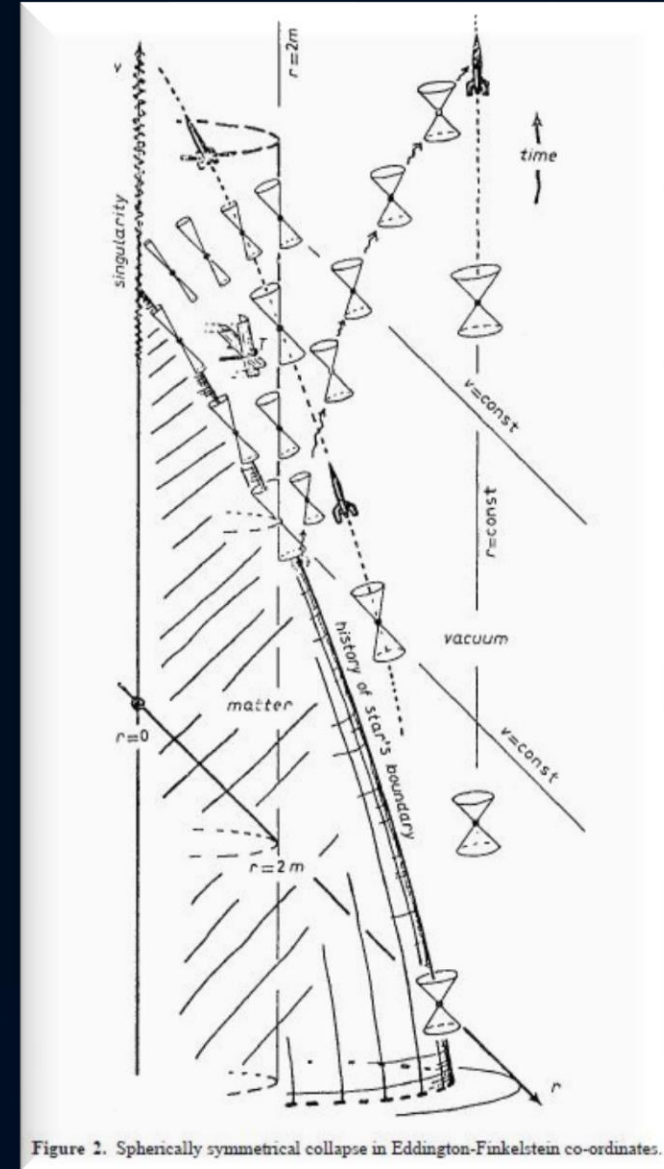 v
r=2m
time
singularity
T
v=const
r=const
vacuum
history of star's boundary
matter
v=const
r=0
r=2m
r
Figure 2. Spherically symmetrical collapse in Eddington-Finkelstein co-ordinates.